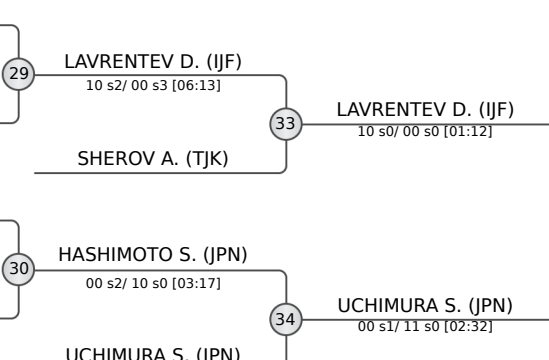 29
LAVRENTEV D. (IJF)
10 s2/ 00 s3 [06:13]
33
LAVRENTEV D. (IJF)
10 s0/ 00 s0 [01:12]
SHEROV A. (TJK)
30
HASHIMOTO S. (JPN)
00 s2/ 10 s0 [03:17]
34
UCHIMURA S. (JPN)
00 s1/ 11 s0 [02:32]
UCHIMURA S. (JPN)